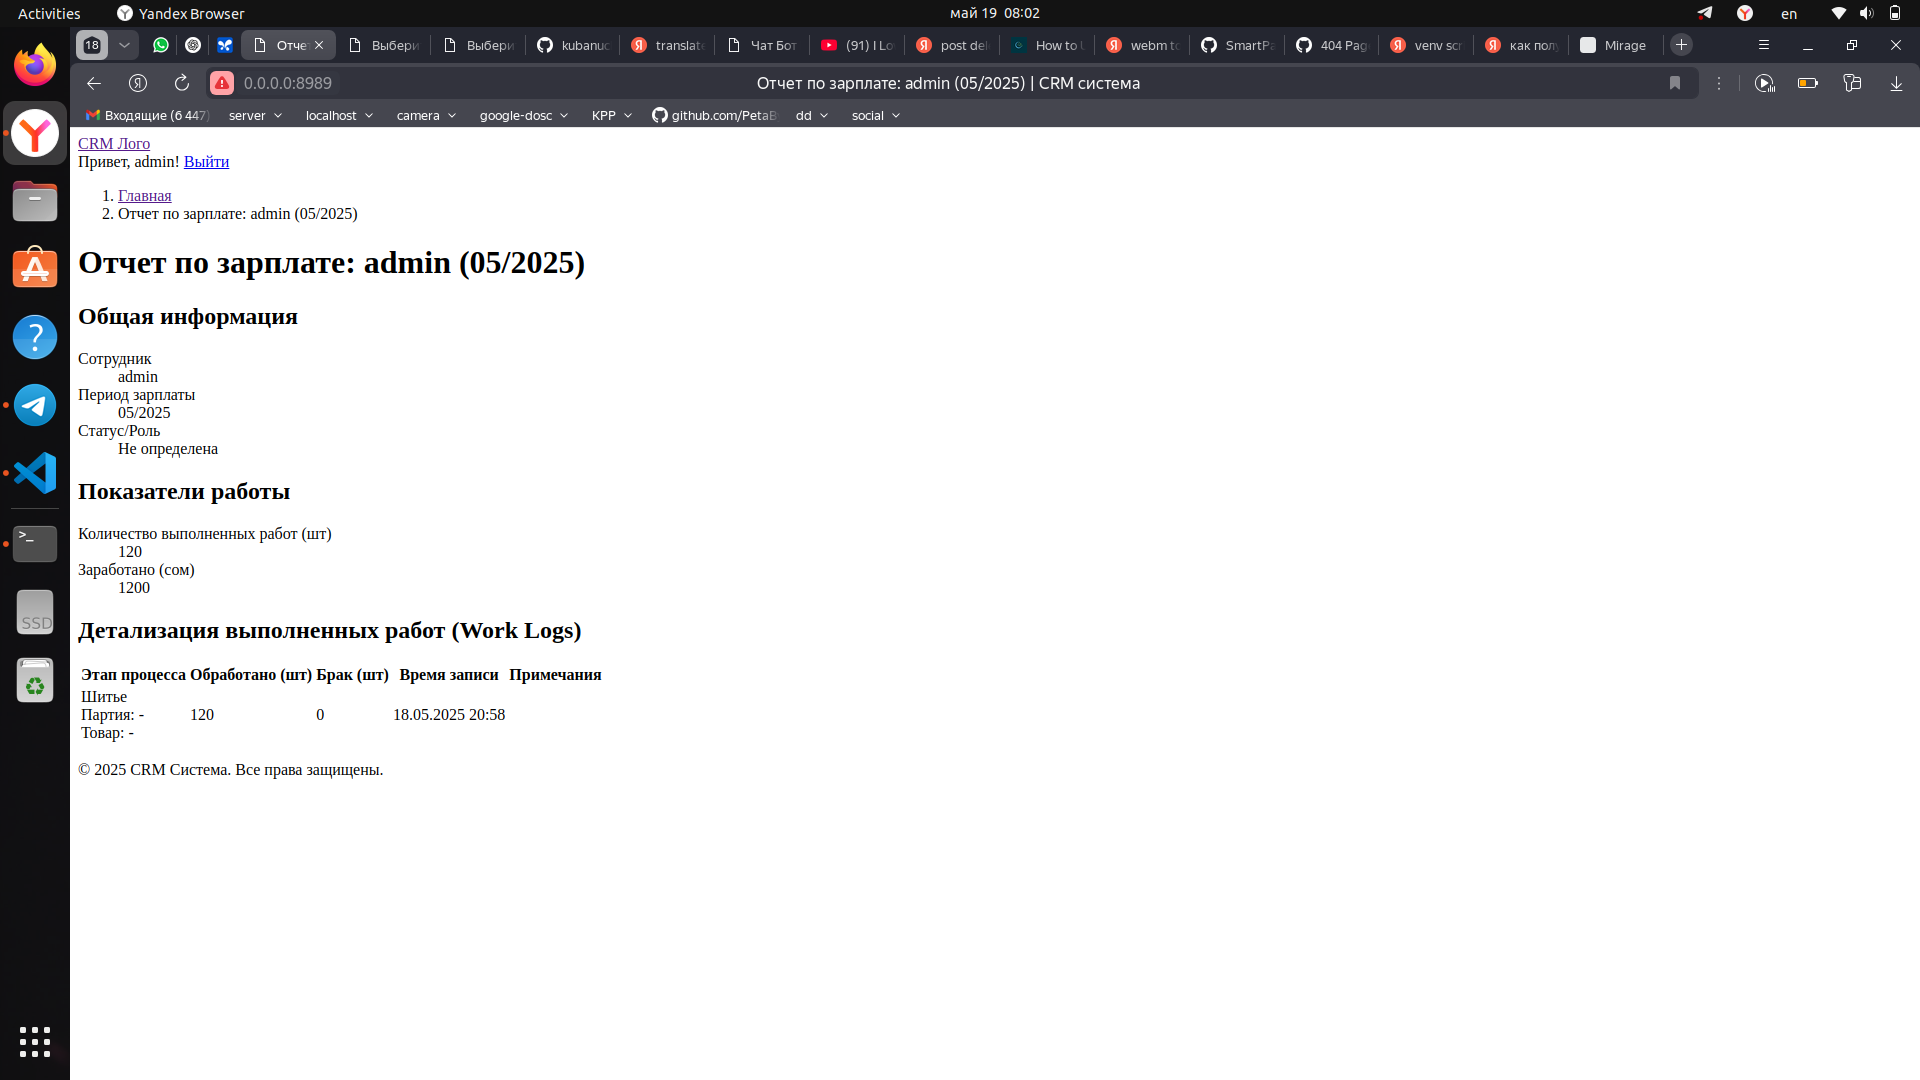 Activities
Yandex Browser
май 19 08:02
en
18
Отчет
Выбери
Выбери
kubanuc
translate
Чат Бот
(91) I Lo
post del
How to U
webm to
SmartPa
404 Pag
venv scr
как полу
Mirage
0.0.0.0:8989
Отчет по зарплате: admin (05/2025) | CRM система
Входящие (6 447)
server
localhost
camera
google-dosc
KPP
github.com/PetaB
dd
social
CRM Лого
Привет, admin! Выйти
1. Главная
2. Отчет по зарплате: admin (05/2025)
Отчет по зарплате: admin (05/2025)
Общая информация
Сотрудник
admin
Период зарплаты
05/2025
Статус/Роль
Не определена
Показатели работы
Количество выполненных работ (шт)
120
Заработано (сом)
1200
Детализация выполненных работ (Work Logs)
Этап процесса Обработано (шт) Брак (шт) Время записи Примечания
Шитье
Партия: - 120 0 18.05.2025 20:58
Товар: -
© 2025 CRM Система. Все права защищены.
SSD